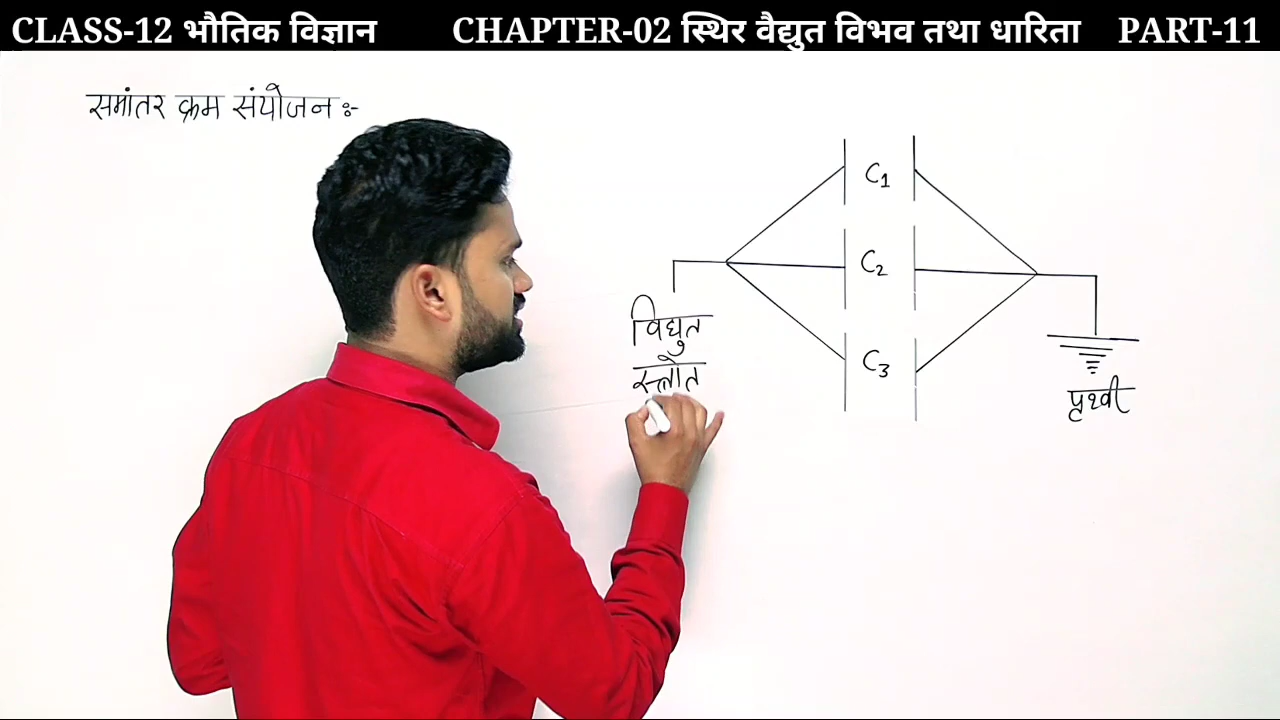 CLASS-12 भौतिक विज्ञान CHAPTER-02 स्थिर वैद्युत विभव तथा धारिता PART-11
समांतर क्रम संयोजन :-
C1
C2
C3
विद्युत
स्त्रोत
पृथ्वी